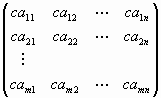 ca₁₁ ca₁₂ ⋯ ca₁ₙ
ca₂₁ ca₂₂ ⋯ ca₂ₙ
⋮
caₘ₁ caₘ₂ ⋯ caₘₙ